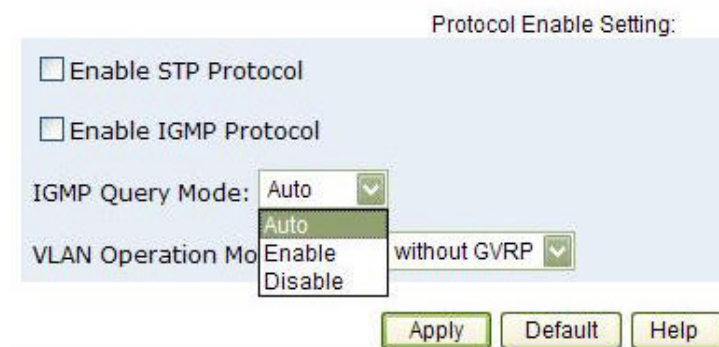 Protocol Enable Setting:
Enable STP Protocol
Enable IGMP Protocol
IGMP Query Mode: Auto
Auto
Enable
Disable
VLAN Operation Mo without GVRP
Apply Default Help